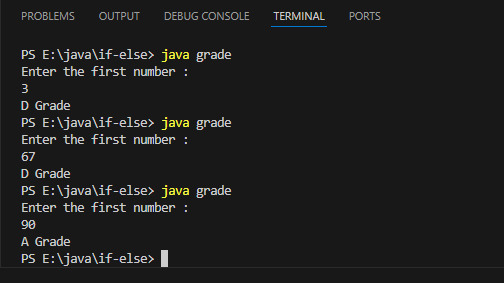 PROBLEMS OUTPUT DEBUG CONSOLE TERMINAL PORTS
PS E:\java\if-else> java grade
Enter the first number :
3
D Grade
PS E:\java\if-else> java grade
Enter the first number :
67
D Grade
PS E:\java\if-else> java grade
Enter the first number :
90
A Grade
PS E:\java\if-else>